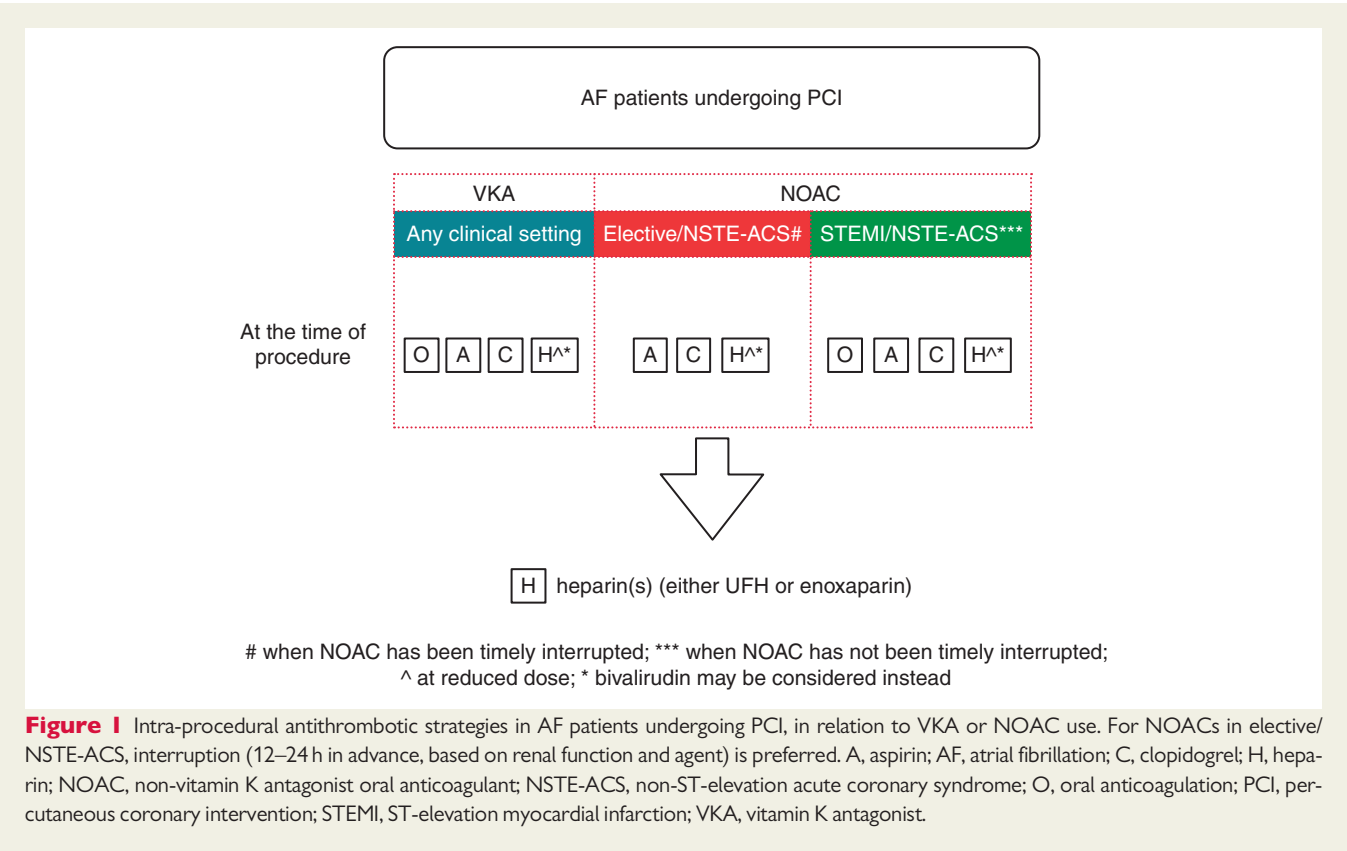 AF patients undergoing PCI
VKA NOAC
Any clinical setting Elective/NSTE-ACS# STEMI/NSTE-ACS***
At the time of
procedure
O A C H^* A C H^* O A C H^*
H heparin(s) (either UFH or enoxaparin)
# when NOAC has been timely interrupted; *** when NOAC has not been timely interrupted;
^ at reduced dose; * bivalirudin may be considered instead
Figure 1 Intra-procedural antithrombotic strategies in AF patients undergoing PCI, in relation to VKA or NOAC use. For NOACs in elective/
NSTE-ACS, interruption (12–24 h in advance, based on renal function and agent) is preferred. A, aspirin; AF, atrial fibrillation; C, clopidogrel; H, hepa-
rin; NOAC, non-vitamin K antagonist oral anticoagulant; NSTE-ACS, non-ST-elevation acute coronary syndrome; O, oral anticoagulation; PCI, per-
cutaneous coronary intervention; STEMI, ST-elevation myocardial infarction; VKA, vitamin K antagonist.